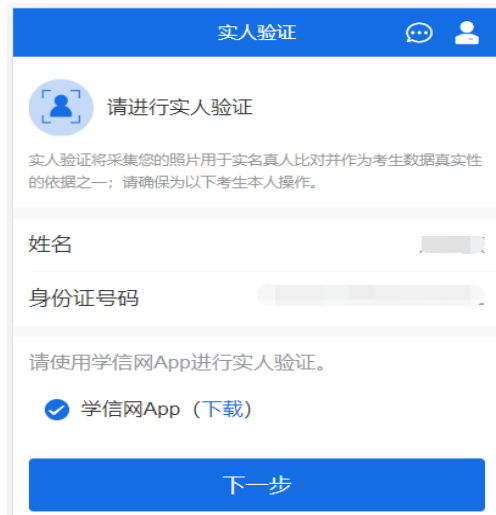 实人验证
请进行实人验证
实人验证将采集您的照片用于实名真人比对并作为考生数据真实性
的依据之一；请确保为以下考生本人操作。
姓名
身份证号码
请使用学信网App进行实人验证。
学信网App（下载）
下一步